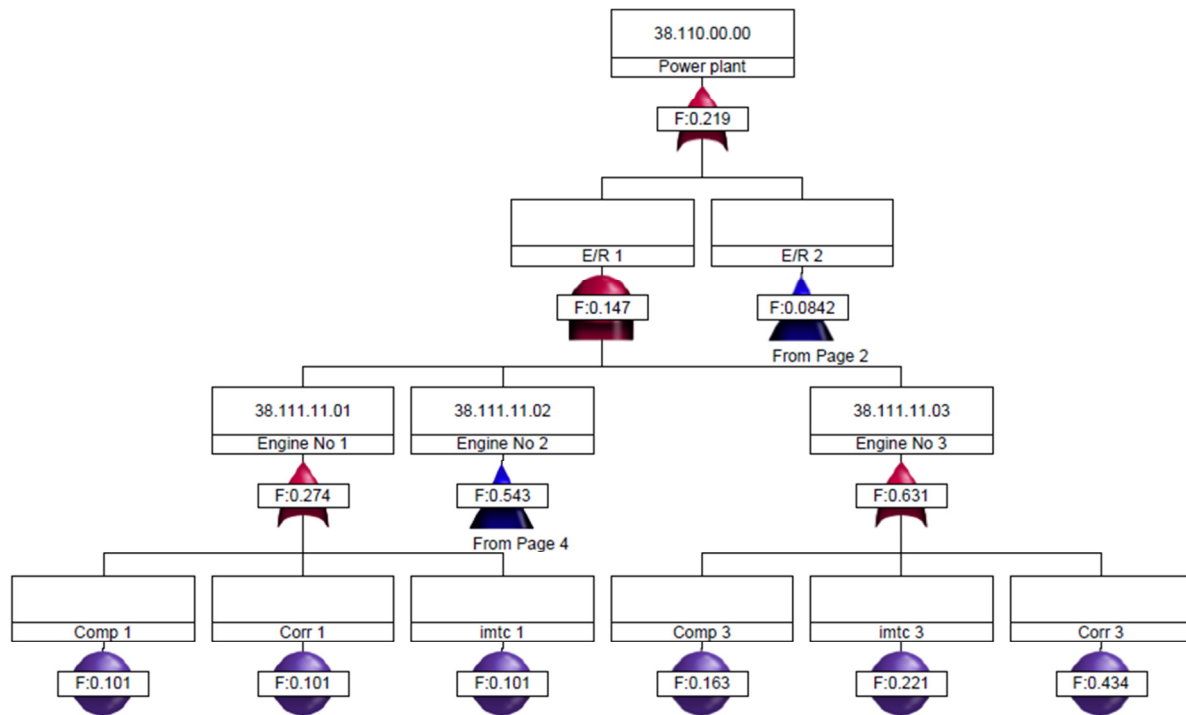 38.110.00.00
Power plant
F:0.219
E/R 1
E/R 2
F:0.147
F:0.0842
From Page 2
38.111.11.01
38.111.11.02
38.111.11.03
Engine No 1
Engine No 2
Engine No 3
F:0.274
F:0.543
F:0.631
From Page 4
Comp 1
Corr 1
imtc 1
Comp 3
imtc 3
Corr 3
F:0.101
F:0.101
F:0.101
F:0.163
F:0.221
F:0.434